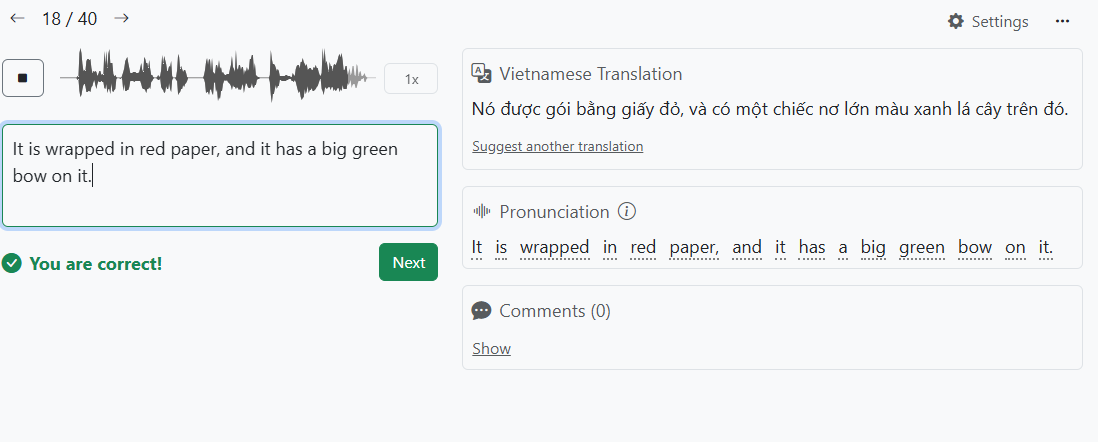 18 / 40
Settings
1x
It is wrapped in red paper, and it has a big green
bow on it.
You are correct!
Next
Vietnamese Translation
Nó được gói bằng giấy đỏ, và có một chiếc nơ lớn màu xanh lá cây trên đó.
Suggest another translation
Pronunciation
It is wrapped in red paper, and it has a big green bow on it.
Comments (0)
Show